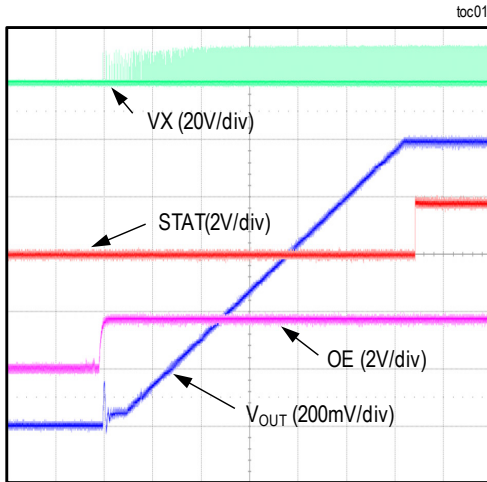 toc01
VX (20V/div)
STAT(2V/div)
OE (2V/div)
VOUT (200mV/div)